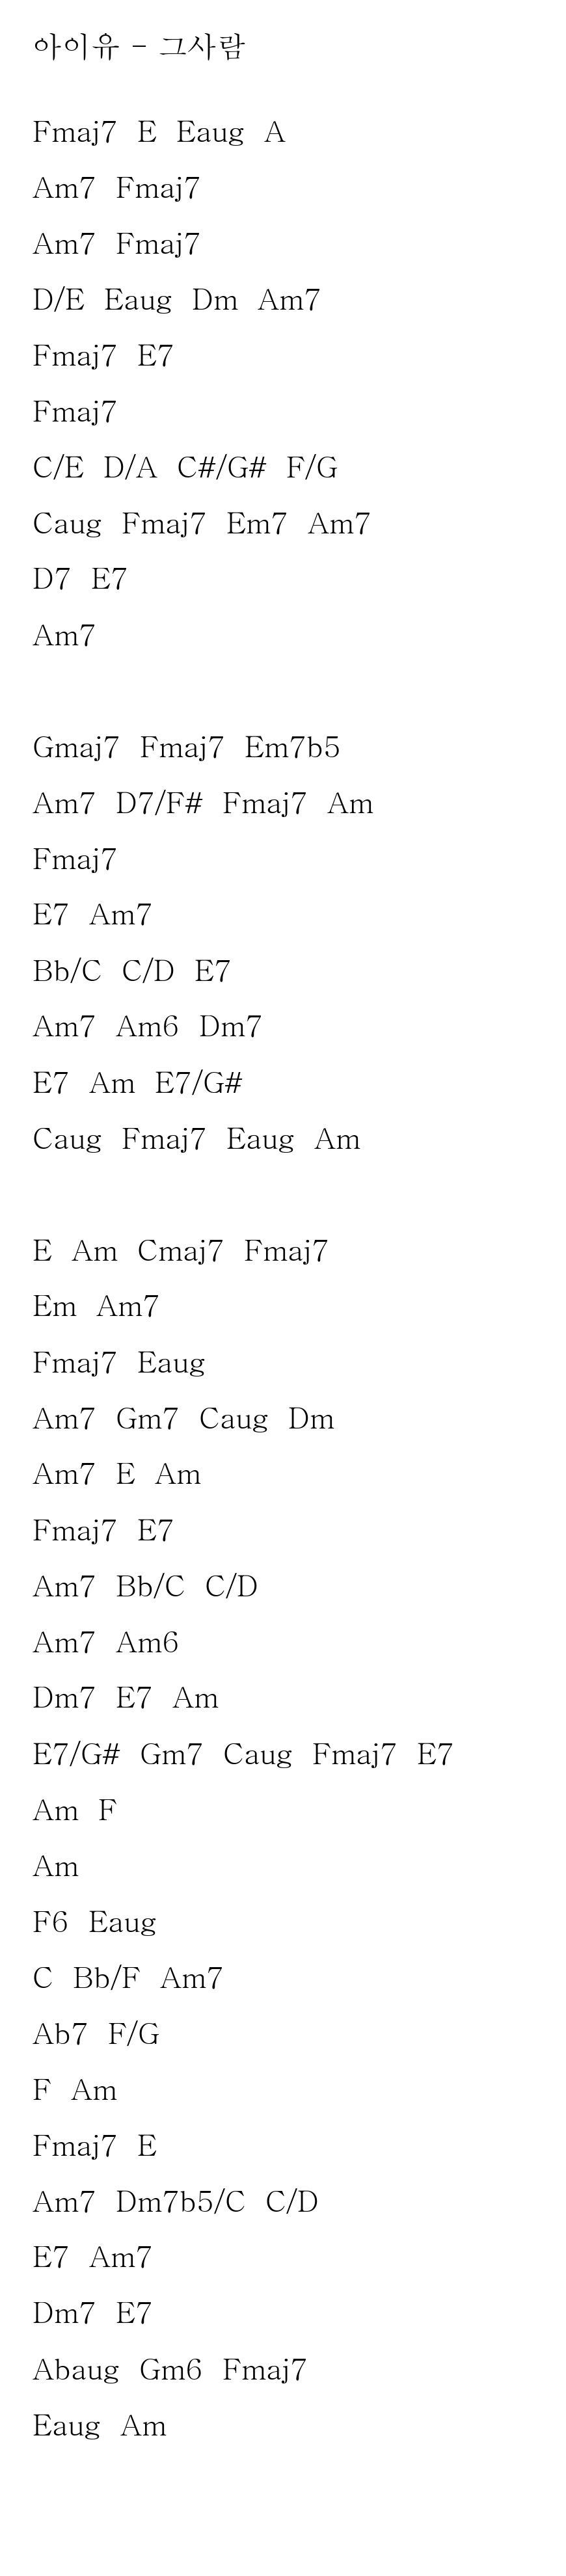 아이유 - 그사람
Fmaj7 E Eaug A
Am7 Fmaj7
Am7 Fmaj7
D/E Eaug Dm Am7
Fmaj7 E7
Fmaj7
C/E D/A C#/G# F/G
Caug Fmaj7 Em7 Am7
D7 E7
Am7
Gmaj7 Fmaj7 Em7b5
Am7 D7/F# Fmaj7 Am
Fmaj7
E7 Am7
Bb/C C/D E7
Am7 Am6 Dm7
E7 Am E7/G#
Caug Fmaj7 Eaug Am
E Am Cmaj7 Fmaj7
Em Am7
Fmaj7 Eaug
Am7 Gm7 Caug Dm
Am7 E Am
Fmaj7 E7
Am7 Bb/C C/D
Am7 Am6
Dm7 E7 Am
E7/G# Gm7 Caug Fmaj7 E7
Am F
Am
F6 Eaug
C Bb/F Am7
Ab7 F/G
F Am
Fmaj7 E
Am7 Dm7b5/C C/D
E7 Am7
Dm7 E7
Abaug Gm6 Fmaj7
Eaug Am